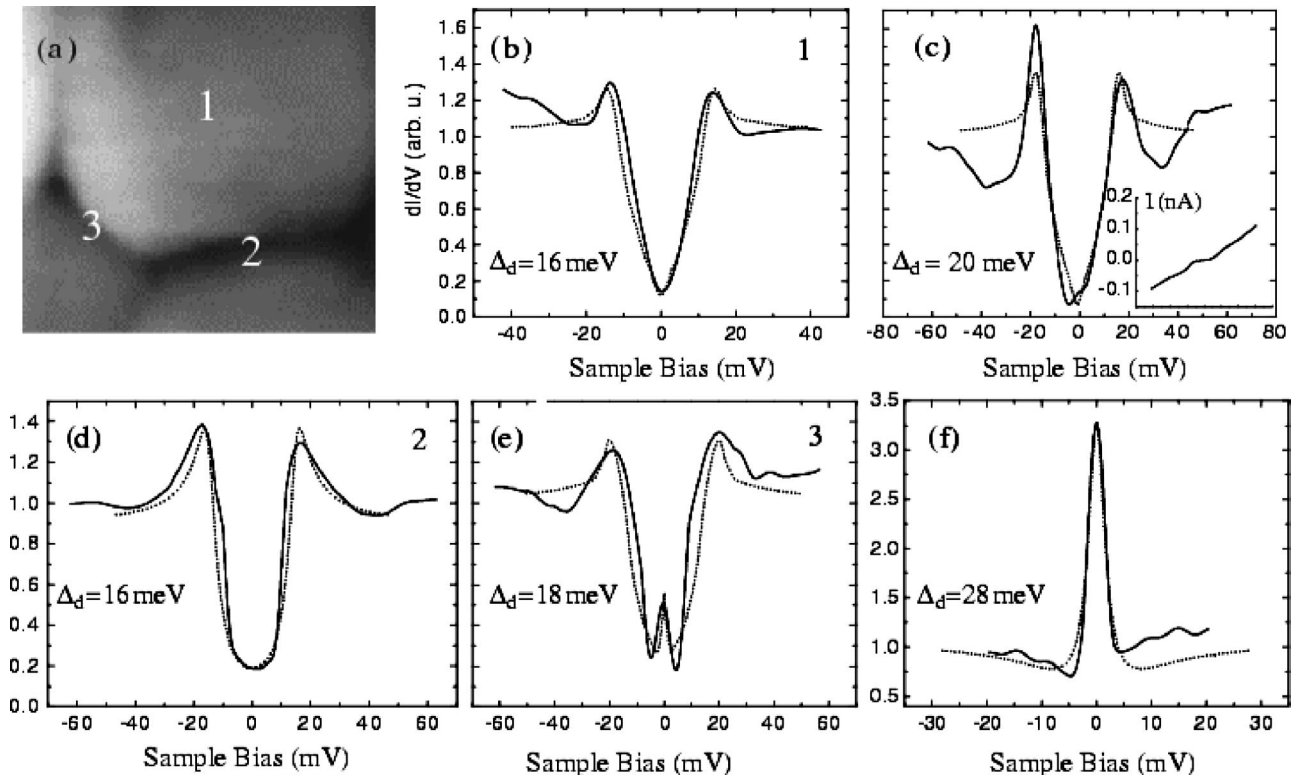 (a)
1
3
2
(b) 1
dI/dV (arb. u.)
1.6
1.4
1.2
1.0
0.8
0.6
0.4
0.2
0.0
Δd=16 meV
-40 -20 0 20 40
Sample Bias (mV)
(c)
Δd = 20 meV
I(nA)
0.2
0.1
0.0
-0.1
-80 -60 -40 -20 0 20 40 60 80
Sample Bias (mV)
(d) 2
1.4
1.2
1.0
0.8
0.6
0.4
0.2
0.0
Δd=16 meV
-60 -40 -20 0 20 40 60
Sample Bias (mV)
(e) 3
Δd=18 meV
-60 -40 -20 0 20 40 60
Sample Bias (mV)
(f)
3.5
3.0
2.5
2.0
1.5
1.0
0.5
Δd=28 meV
-30 -20 -10 0 10 20 30
Sample Bias (mV)